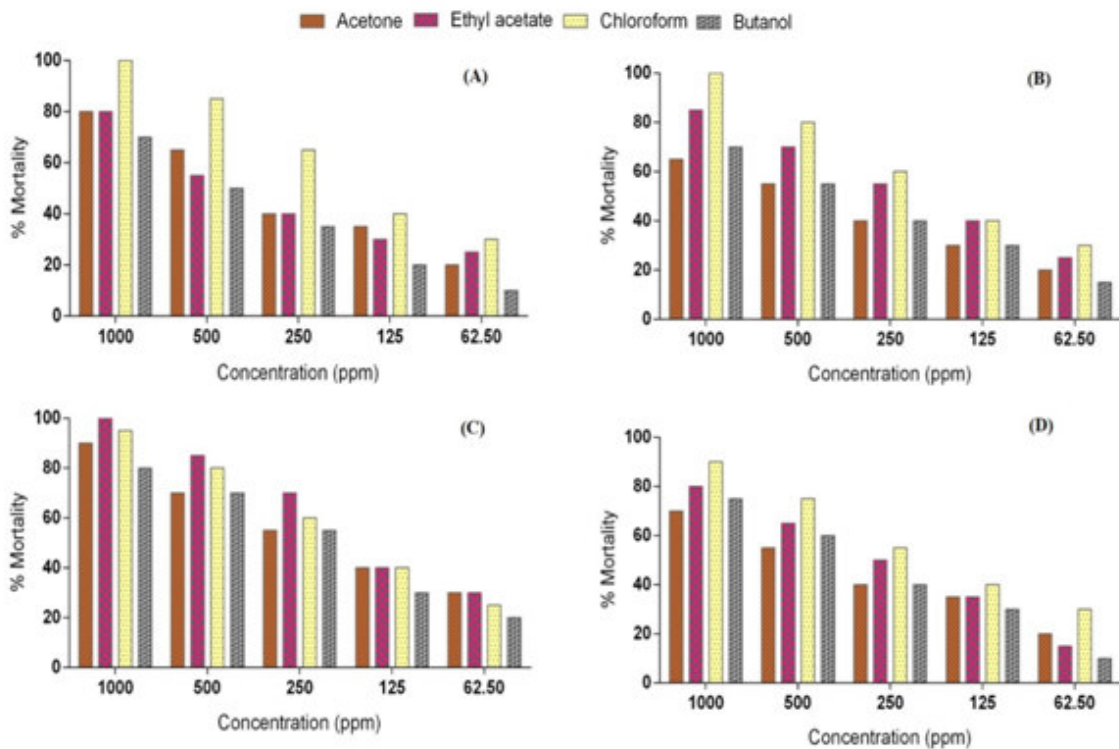 Acetone Ethyl acetate Chloroform Butanol
(A)
% Mortality
100
80
60
40
20
0
1000 500 250 125 62.50
Concentration (ppm)
(B)
% Mortality
100
80
60
40
20
0
1000 500 250 125 62.50
Concentration (ppm)
(C)
% Mortality
100
80
60
40
20
0
1000 500 250 125 62.50
Concentration (ppm)
(D)
% Mortality
100
80
60
40
20
0
1000 500 250 125 62.50
Concentration (ppm)